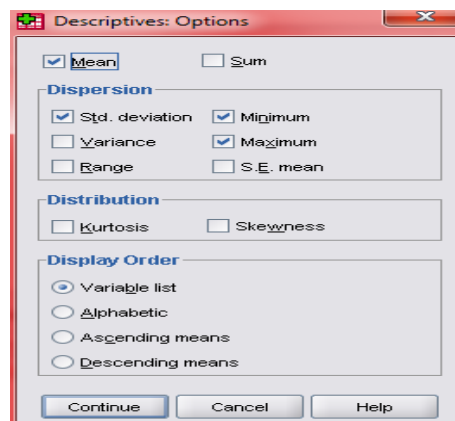 Descriptives: Options
Mean Sum
Dispersion
Std. deviation Minimum
Variance Maximum
Range S.E. mean
Distribution
Kurtosis Skewness
Display Order
Variable list
Alphabetic
Ascending means
Descending means
Continue Cancel Help